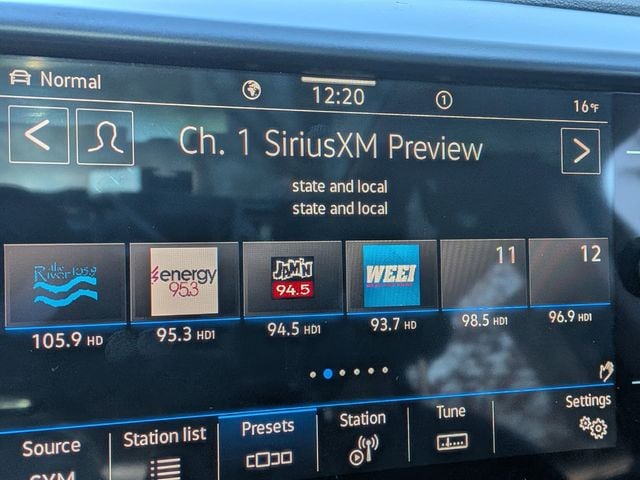 Normal
12:20
1
16°F
Ch. 1 SiriusXM Preview
state and local
state and local
the River 105.9
energy 95.3
JAM'N 94.5
WEEI
11
12
105.9 HD
95.3 HD1
94.5 HD1
93.7 HD
98.5 HD1
96.9 HD1
Source
SXM
Station list
Presets
Station
Tune
Settings